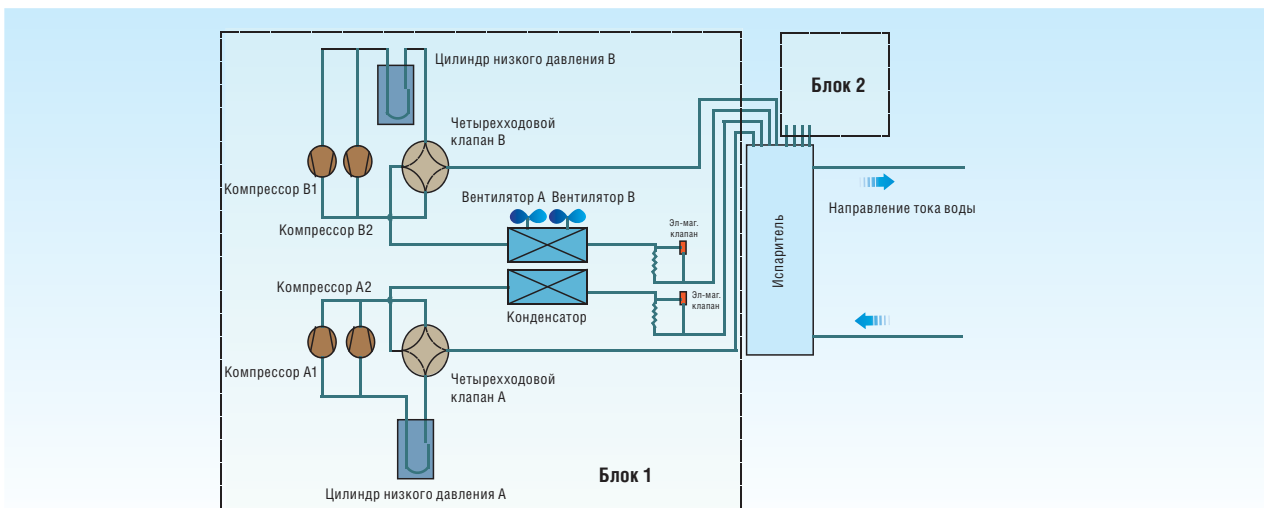 Цилиндр низкого давления В
Блок 2
Четырехходовой
клапан В
Компрессор В1
Вентилятор А Вентилятор В
Направление тока воды
Компрессор В2
Эл-маг.
клапан
Испаритель
Компрессор А2
Эл-маг.
клапан
Конденсатор
Компрессор А1
Четырехходовой
клапан А
Блок 1
Цилиндр низкого давления А